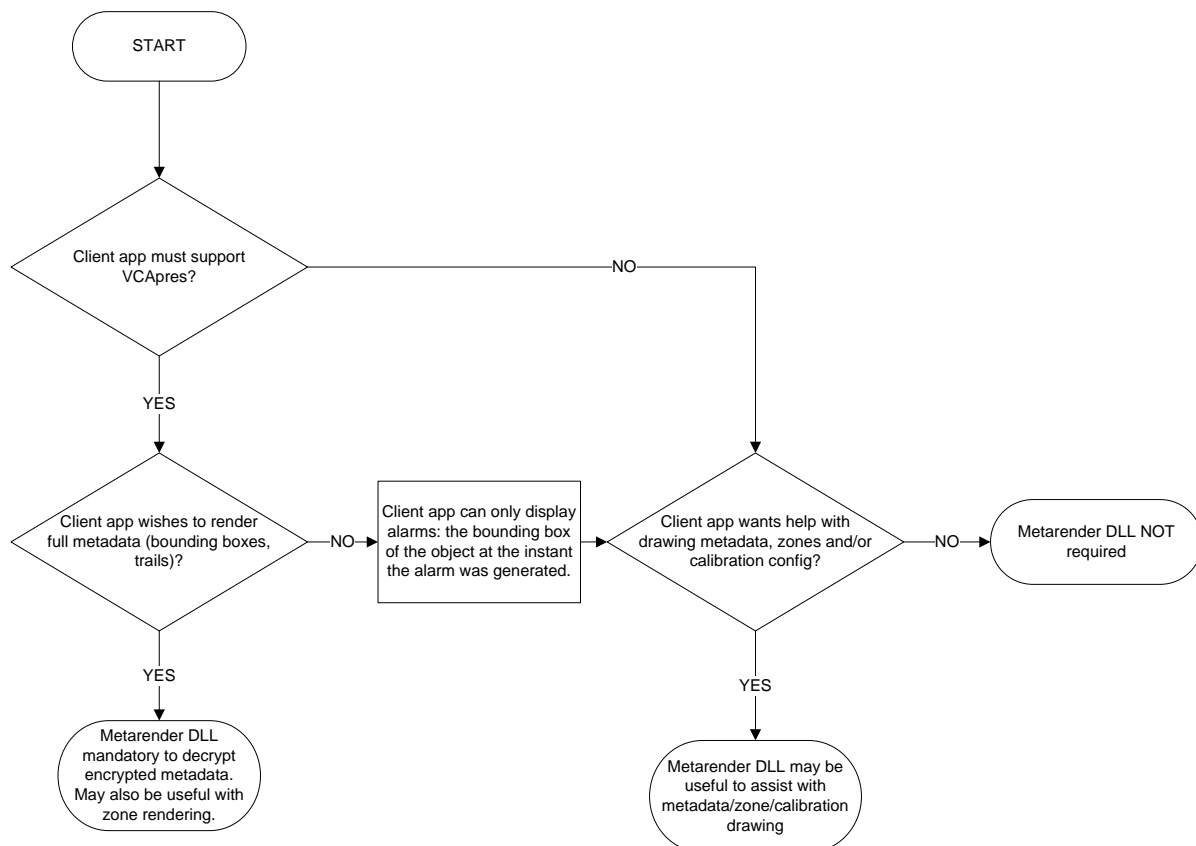 START
Client app must support
VCApres?
NO
YES
Client app wishes to render
full metadata (bounding boxes,
trails)?
NO
Client app can only display
alarms: the bounding box
of the object at the instant
the alarm was generated.
Client app wants help with
drawing metadata, zones and/or
calibration config?
NO
Metarender DLL NOT
required
YES
Metarender DLL
mandatory to decrypt
encrypted metadata.
May also be useful with
zone rendering.
YES
Metarender DLL may be
useful to assist with
metadata/zone/calibration
drawing